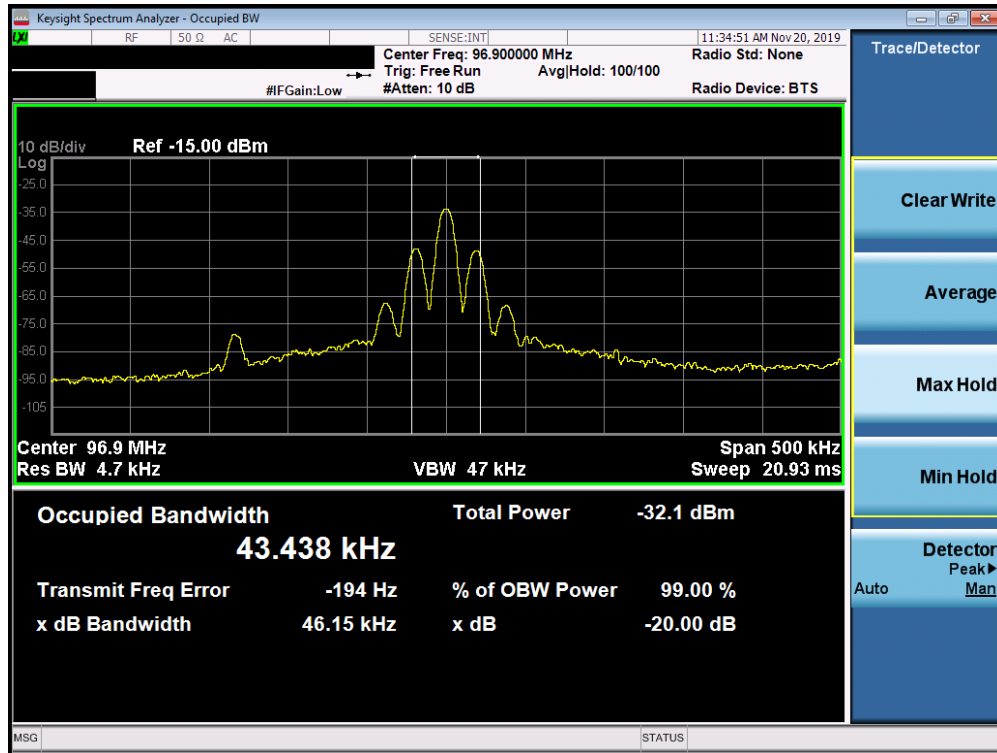 Keysight Spectrum Analyzer - Occupied BW
LXI RF 50 Ω AC SENSE:INT 11:34:51 AM Nov 20, 2019
Center Freq: 96.900000 MHz Radio Std: None
Trig: Free Run Avg|Hold: 100/100
#IFGain:Low #Atten: 10 dB Radio Device: BTS
10 dB/div Ref -15.00 dBm
Log
-25.0
-35.0
-45.0
-55.0
-65.0
-75.0
-85.0
-95.0
-105
Center 96.9 MHz Span 500 kHz
Res BW 4.7 kHz VBW 47 kHz Sweep 20.93 ms
Occupied Bandwidth Total Power -32.1 dBm
43.438 kHz
Transmit Freq Error -194 Hz % of OBW Power 99.00 %
x dB Bandwidth 46.15 kHz x dB -20.00 dB
MSG STATUS
Trace/Detector
Clear Write
Average
Max Hold
Min Hold
Detector
Peak▶
Auto Man